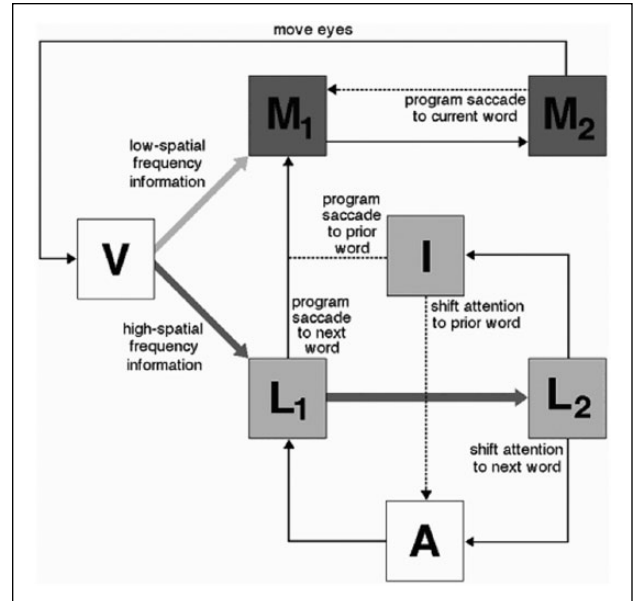 move eyes
M1
program saccade
to current word
M2
low-spatial
frequency
information
program
saccade
to prior
word
V
I
shift attention
to prior word
high-spatial
frequency
information
program
saccade
to next
word
L1
L2
shift attention
to next word
A